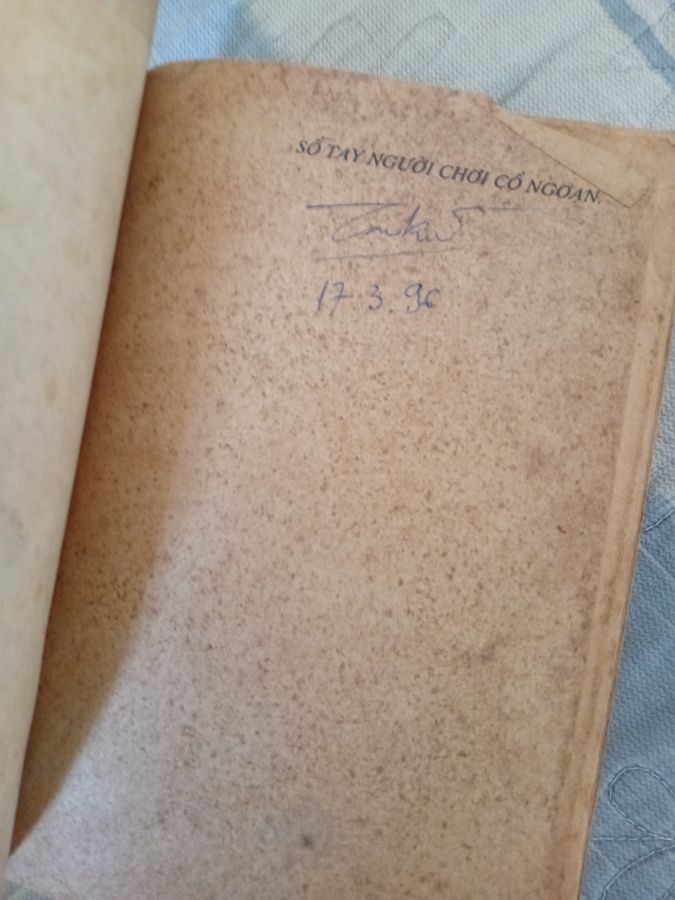 SỔ TAY NGƯỜI CHƠI CỔ NGOẠN
17.3.96